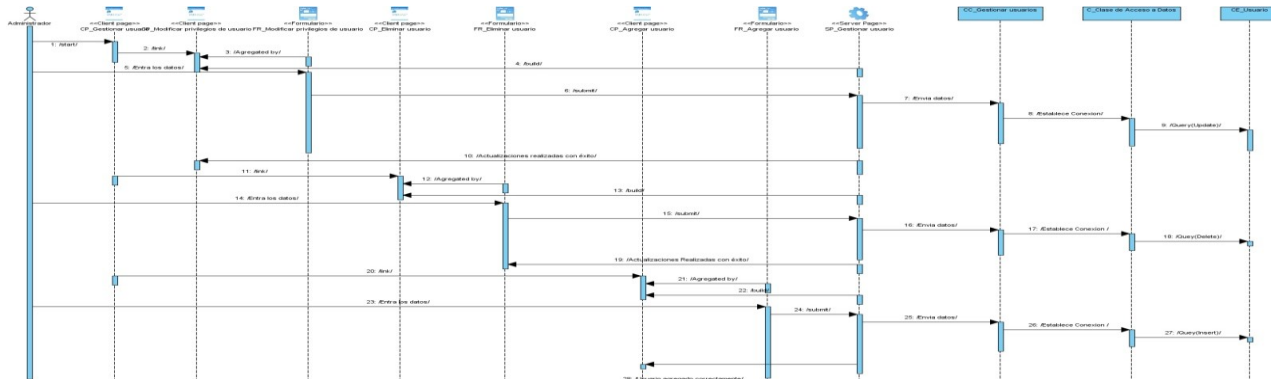 Administrador
<<Client page>>
CP_Gestionar usuario
<<Client page>>
CP_Modificar privilegios de usuario
<<Formulario>>
FR_Modificar privilegios de usuario
<<Client page>>
CP_Eliminar usuario
<<Formulario>>
FR_Eliminar usuario
<<Client page>>
CP_Agregar usuario
<<Formulario>>
FR_Agregar usuario
<<Server Page>>
SP_Gestionar usuario
CC_Gestionar usuarios
C_Clase de Acceso a Datos
CE_Usuario
1: /start/
2: /link/
3: /Agregated by/
4: /build/
5: /Entra los datos/
6: /submit/
7: /Envia datos/
8: /Establece Conexion/
9: /Query(Update)/
10: /Actualizaciones realizadas con éxito/
11: /link/
12: /Agregated by/
13: /build/
14: /Entra los datos/
15: /submit/
16: /Envia datos/
17: /Establece Conexion /
18: /Quey(Delete)/
19: /Actualizaciones Realizadas con éxito/
20: /link/
21: /Agregated by/
22: /build/
23: /Entra los datos/
24: /submit/
25: /Envia datos/
26: /Establece Conexion /
27: /Quey(Insert)/
28: /Usuario agregado correctamente/